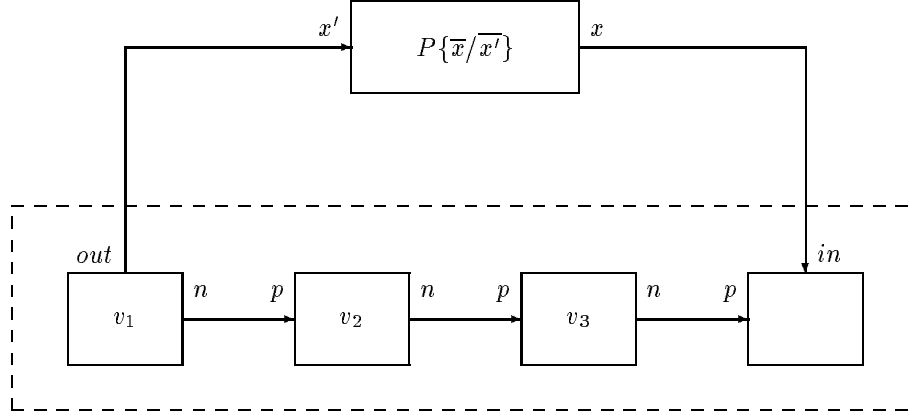 x′ P{x̅/x̅′} x
out in
n p n p n p
v₁ v₂ v₃